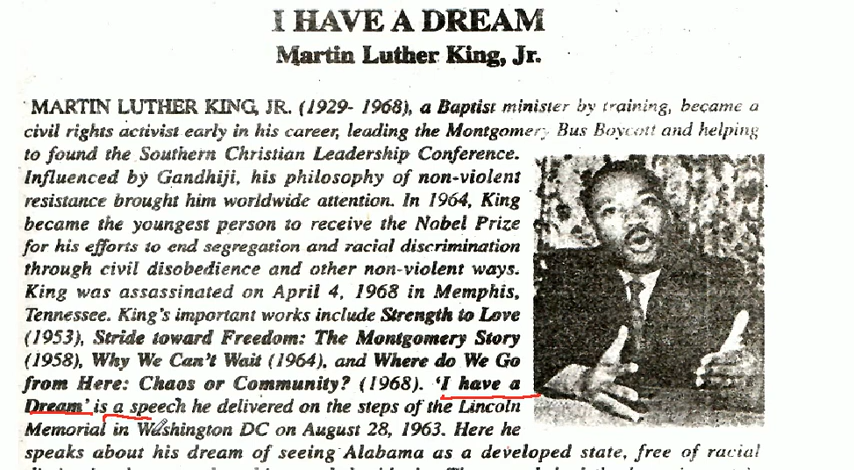 I HAVE A DREAM
Martin Luther King, Jr.
MARTIN LUTHER KING, JR. (1929- 1968), a Baptist minister by training, became a
civil rights activist early in his career, leading the Montgomery Bus Boycott and helping
to found the Southern Christian Leadership Conference.
Influenced by Gandhiji, his philosophy of non-violent
resistance brought him worldwide attention. In 1964, King
became the youngest person to receive the Nobel Prize
for his efforts to end segregation and racial discrimination
through civil disobedience and other non-violent ways.
King was assassinated on April 4, 1968 in Memphis,
Tennessee. King's important works include Strength to Love
(1953), Stride toward Freedom: The Montgomery Story
(1958), Why We Can't Wait (1964), and Where do We Go
from Here: Chaos or Community? (1968). 'I have a
Dream' is a speech he delivered on the steps of the Lincoln
Memorial in Washington DC on August 28, 1963. Here he
speaks about his dream of seeing Alabama as a developed state, free of racial